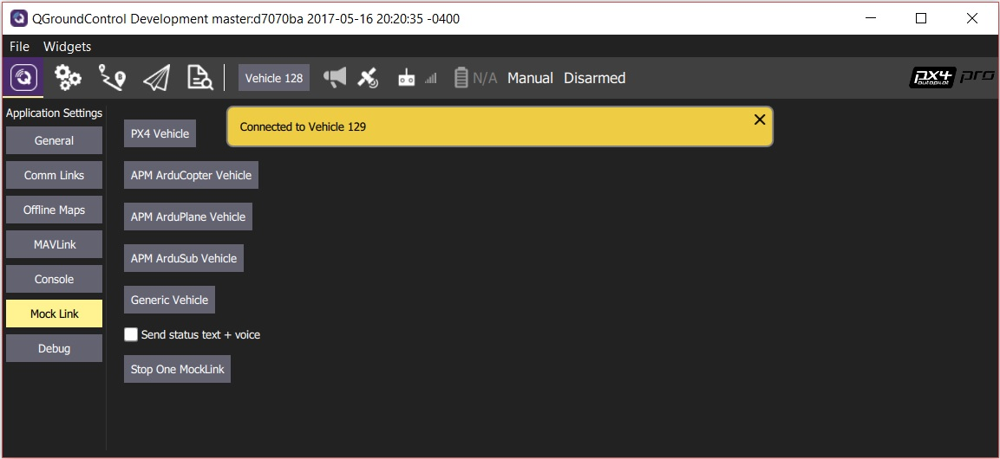 QGroundControl Development master:d7070ba 2017-05-16 20:20:35 -0400
File Widgets
Vehicle 128 N/A Manual Disarmed px4 autopilot pro
Application Settings
General
Comm Links
Offline Maps
MAVLink
Console
Mock Link
Debug
Connected to Vehicle 129
PX4 Vehicle
APM ArduCopter Vehicle
APM ArduPlane Vehicle
APM ArduSub Vehicle
Generic Vehicle
Send status text + voice
Stop One MockLink